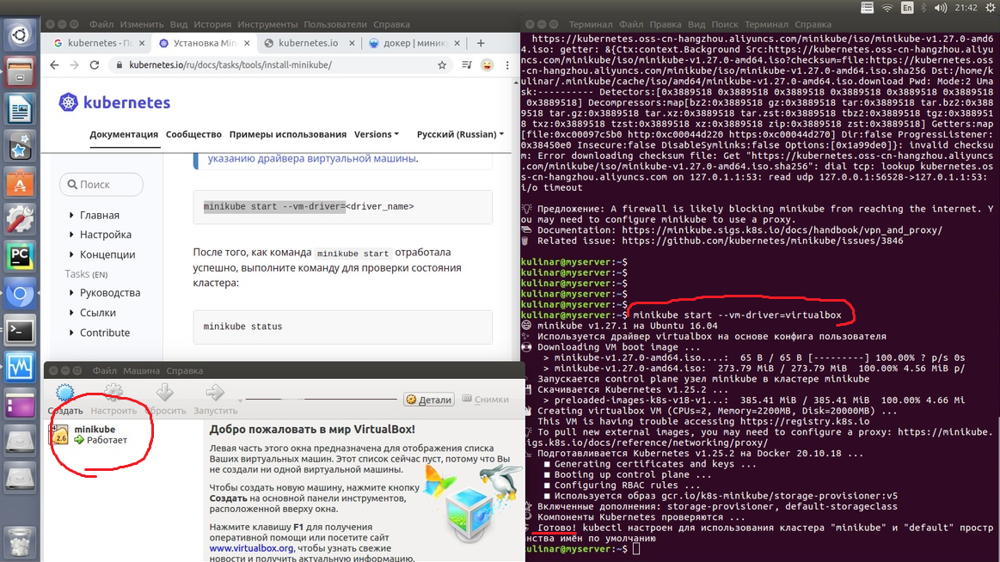 En
21:42
Файл Изменить Вид История Инструменты Пользователи Справка
kubernetes - П
Установка Min
kubernetes.io
докер | миник
kubernetes.io/ru/docs/tasks/tools/install-minikube/
kubernetes
Документация Сообщество Примеры использования Versions Русский (Russian)
Поиск
Главная
Настройка
Концепции
Tasks (EN)
Руководства
Ссылки
Contribute
указанию драйвера виртуальной машины.
minikube start --vm-driver=<driver_name>
После того, как команда minikube start отработала
успешно, выполните команду для проверки состояния
кластера:
minikube status
Файл Машина Справка
Создать Настроить Сбросить Запустить
Детали
Снимки
minikube
Работает
2.6
Добро пожаловать в мир VirtualBox!
Левая часть этого окна предназначена для отображения списка
Ваших виртуальных машин. Этот список сейчас пуст, потому что Вы
не создали ни одной виртуальной машины.
Чтобы создать новую машину, нажмите кнопку
Создать на основной панели инструментов,
расположенной вверху окна.
Нажмите клавишу F1 для получения
оперативной помощи или посетите сайт
www.virtualbox.org, чтобы узнать свежие
новости и получить актуальную информацию.
Терминал Файл Правка Вид Поиск Терминал Справка
https://kubernetes.oss-cn-hangzhou.aliyuncs.com/minikube/iso/minikube-v1.27.0-amd6
4.iso: getter: &{Ctx:context.Background Src:https://kubernetes.oss-cn-hangzhou.aliyu
ncs.com/minikube/iso/minikube-v1.27.0-amd64.iso?checksum=file:https://kubernetes.oss
-cn-hangzhou.aliyuncs.com/minikube/iso/minikube-v1.27.0-amd64.iso.sha256 Dst:/home/k
ulinar/.minikube/cache/iso/amd64/minikube-v1.27.0-amd64.iso.download Pwd: Mode:2 Uma
sk:---------- Detectors:[0x3889518 0x3889518 0x3889518 0x3889518 0x3889518 0x3889518
0x3889518] Decompressors:map[bz2:0x3889518 gz:0x3889518 tar:0x3889518 tar.bz2:0x388
9518 tar.gz:0x3889518 tar.xz:0x3889518 tar.zst:0x3889518 tbz2:0x3889518 tgz:0x388951
8 txz:0x3889518 tzst:0x3889518 xz:0x3889518 zip:0x3889518 zst:0x3889518] Getters:map
[file:0xc00097c5b0 http:0xc00044d220 https:0xc00044d270] Dir:false ProgressListener:
0x38450e0 Insecure:false DisableSymlinks:false Options:[0x1a99de0]}: invalid checksu
m: Error downloading checksum file: Get "https://kubernetes.oss-cn-hangzhou.aliyuncs
.com/minikube/iso/minikube-v1.27.0-amd64.iso.sha256": dial tcp: lookup kubernetes.os
s-cn-hangzhou.aliyuncs.com on 127.0.1.1:53: read udp 127.0.0.1:56528->127.0.1.1:53:
i/o timeout
Предложение: A firewall is likely blocking minikube from reaching the internet. Y
ou may need to configure minikube to use a proxy.
Documentation: https://minikube.sigs.k8s.io/docs/handbook/vpn_and_proxy/
Related issue: https://github.com/kubernetes/minikube/issues/3846
kulinar@myserver:~$
kulinar@myserver:~$
kulinar@myserver:~$
kulinar@myserver:~$
kulinar@myserver:~$
kulinar@myserver:~$ minikube start --vm-driver=virtualbox
minikube v1.27.1 на Ubuntu 16.04
Используется драйвер virtualbox на основе конфига пользователя
Downloading VM boot image ...
> minikube-v1.27.0-amd64.iso....: 65 B / 65 B [---------] 100.00% ? p/s 0s
> minikube-v1.27.0-amd64.iso: 273.79 MiB / 273.79 MiB 100.00% 4.56 MiB p/
Запускается control plane узел minikube в кластере minikube
Скачивается Kubernetes v1.25.2 ...
> preloaded-images-k8s-v18-v1...: 385.41 MiB / 385.41 MiB 100.00% 4.66 Mi
Creating virtualbox VM (CPUs=2, Memory=2200MB, Disk=20000MB) ...
This VM is having trouble accessing https://registry.k8s.io
To pull new external images, you may need to configure a proxy: https://minikube.
sigs.k8s.io/docs/reference/networking/proxy/
Подготавливается Kubernetes v1.25.2 на Docker 20.10.18 ...
■ Generating certificates and keys ...
■ Booting up control plane ...
■ Configuring RBAC rules ...
■ Используется образ gcr.io/k8s-minikube/storage-provisioner:v5
Включенные дополнения: storage-provisioner, default-storageclass
Компоненты Kubernetes проверяются ...
Готово! kubectl настроен для использования кластера "minikube" и "default" простр
анства имён по умолчанию
kulinar@myserver:~$